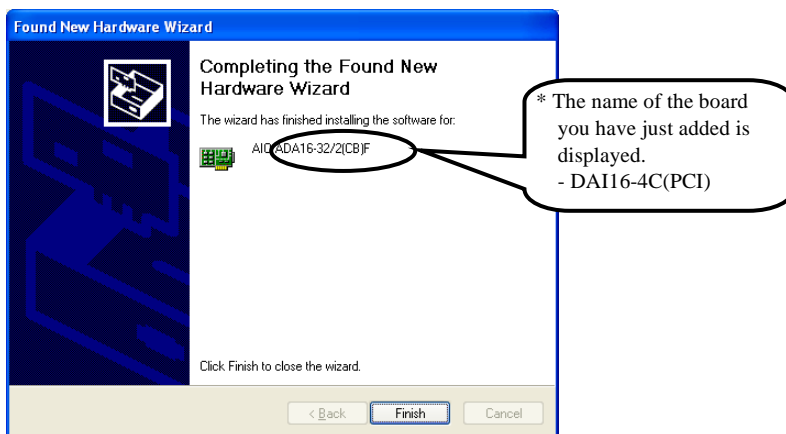 Found New Hardware Wizard
Completing the Found New
Hardware Wizard
The wizard has finished installing the software for:
AIO ADA16-32/2(CB)F
* The name of the board
you have just added is
displayed.
- DAI16-4C(PCI)
Click Finish to close the wizard.
< Back
Finish
Cancel